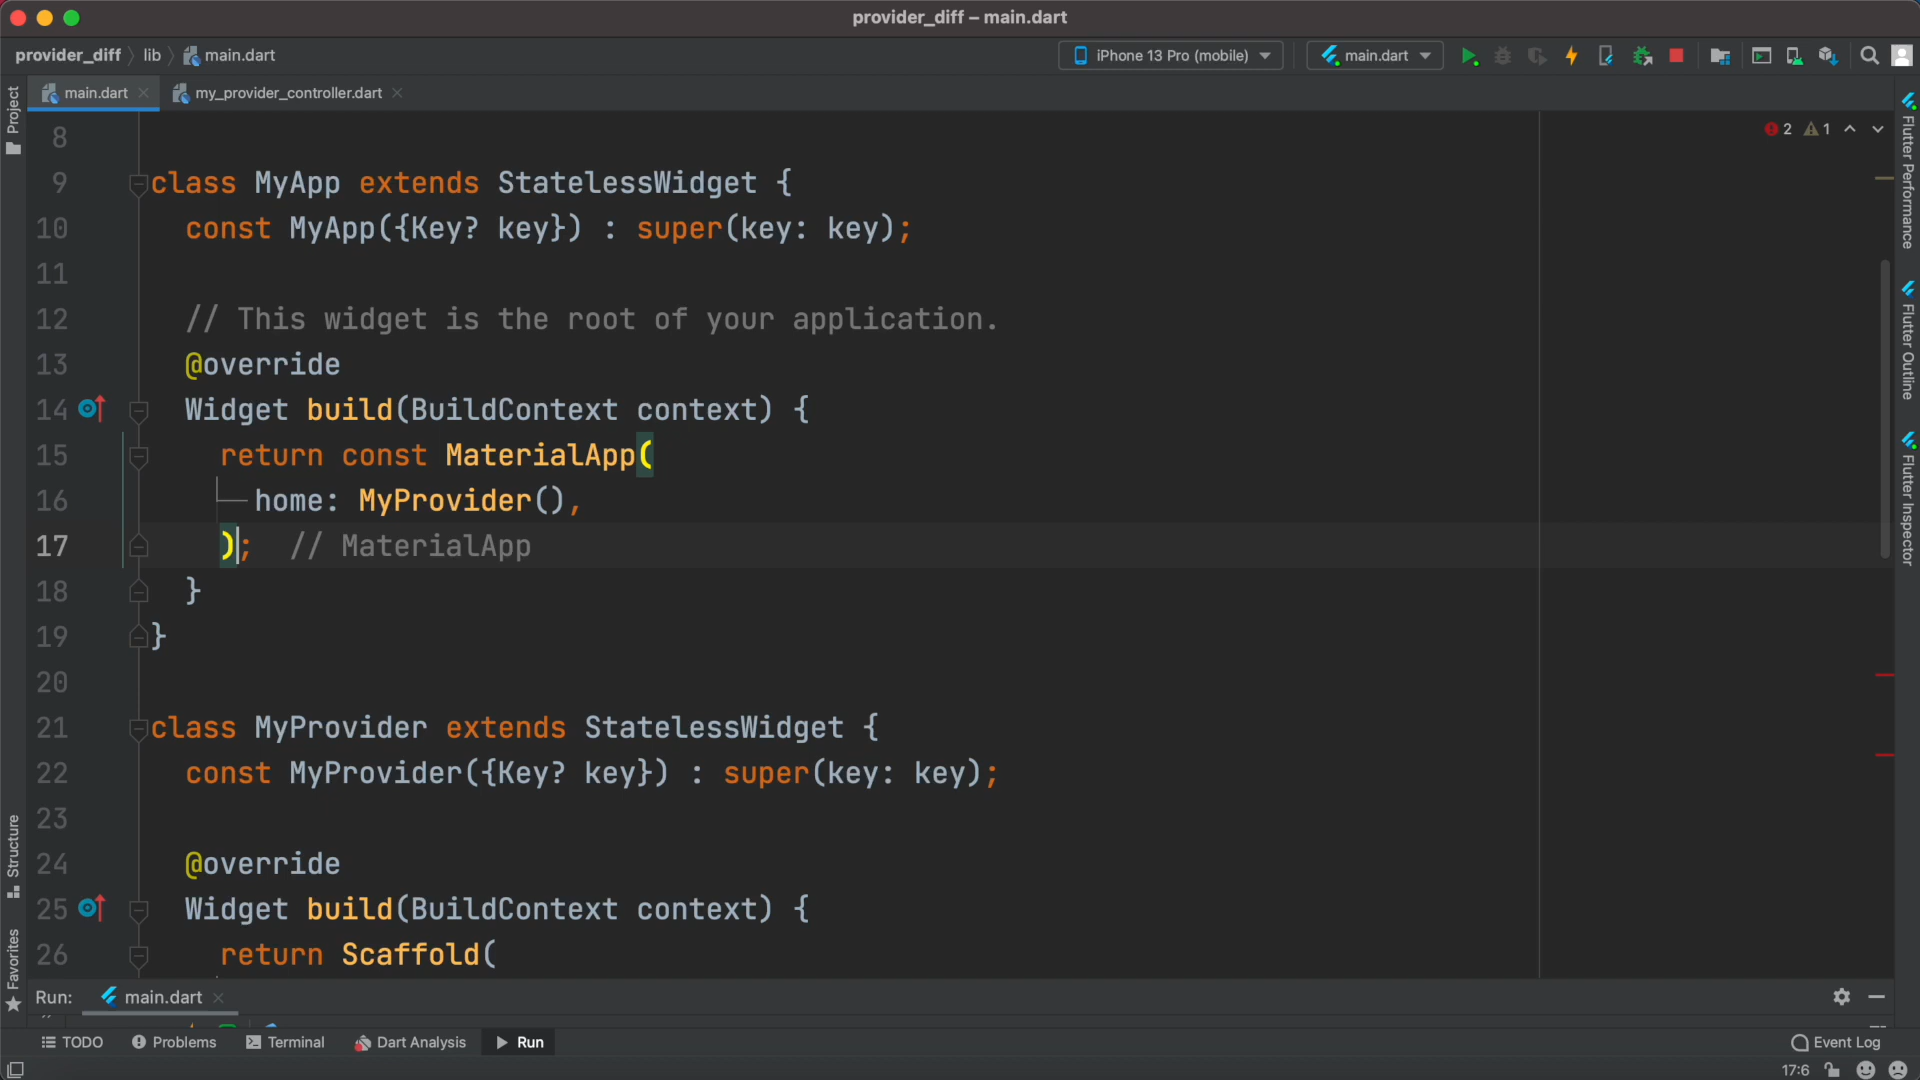 provider_diff – main.dart
provider_diff lib main.dart
iPhone 13 Pro (mobile) main.dart
main.dart my_provider_controller.dart
Project
2 1
8
9 class MyApp extends StatelessWidget {
10 const MyApp({Key? key}) : super(key: key);
11
12 // This widget is the root of your application.
13 @override
14 Widget build(BuildContext context) {
15 return const MaterialApp(
16 home: MyProvider(),
17 ); // MaterialApp
18 }
19 }
20
21 class MyProvider extends StatelessWidget {
22 const MyProvider({Key? key}) : super(key: key);
23
24 @override
25 Widget build(BuildContext context) {
26 return Scaffold(
Structure
Favorites
Flutter Performance
Flutter Outline
Flutter Inspector
Run: main.dart
TODO Problems Terminal Dart Analysis Run Event Log
17:6